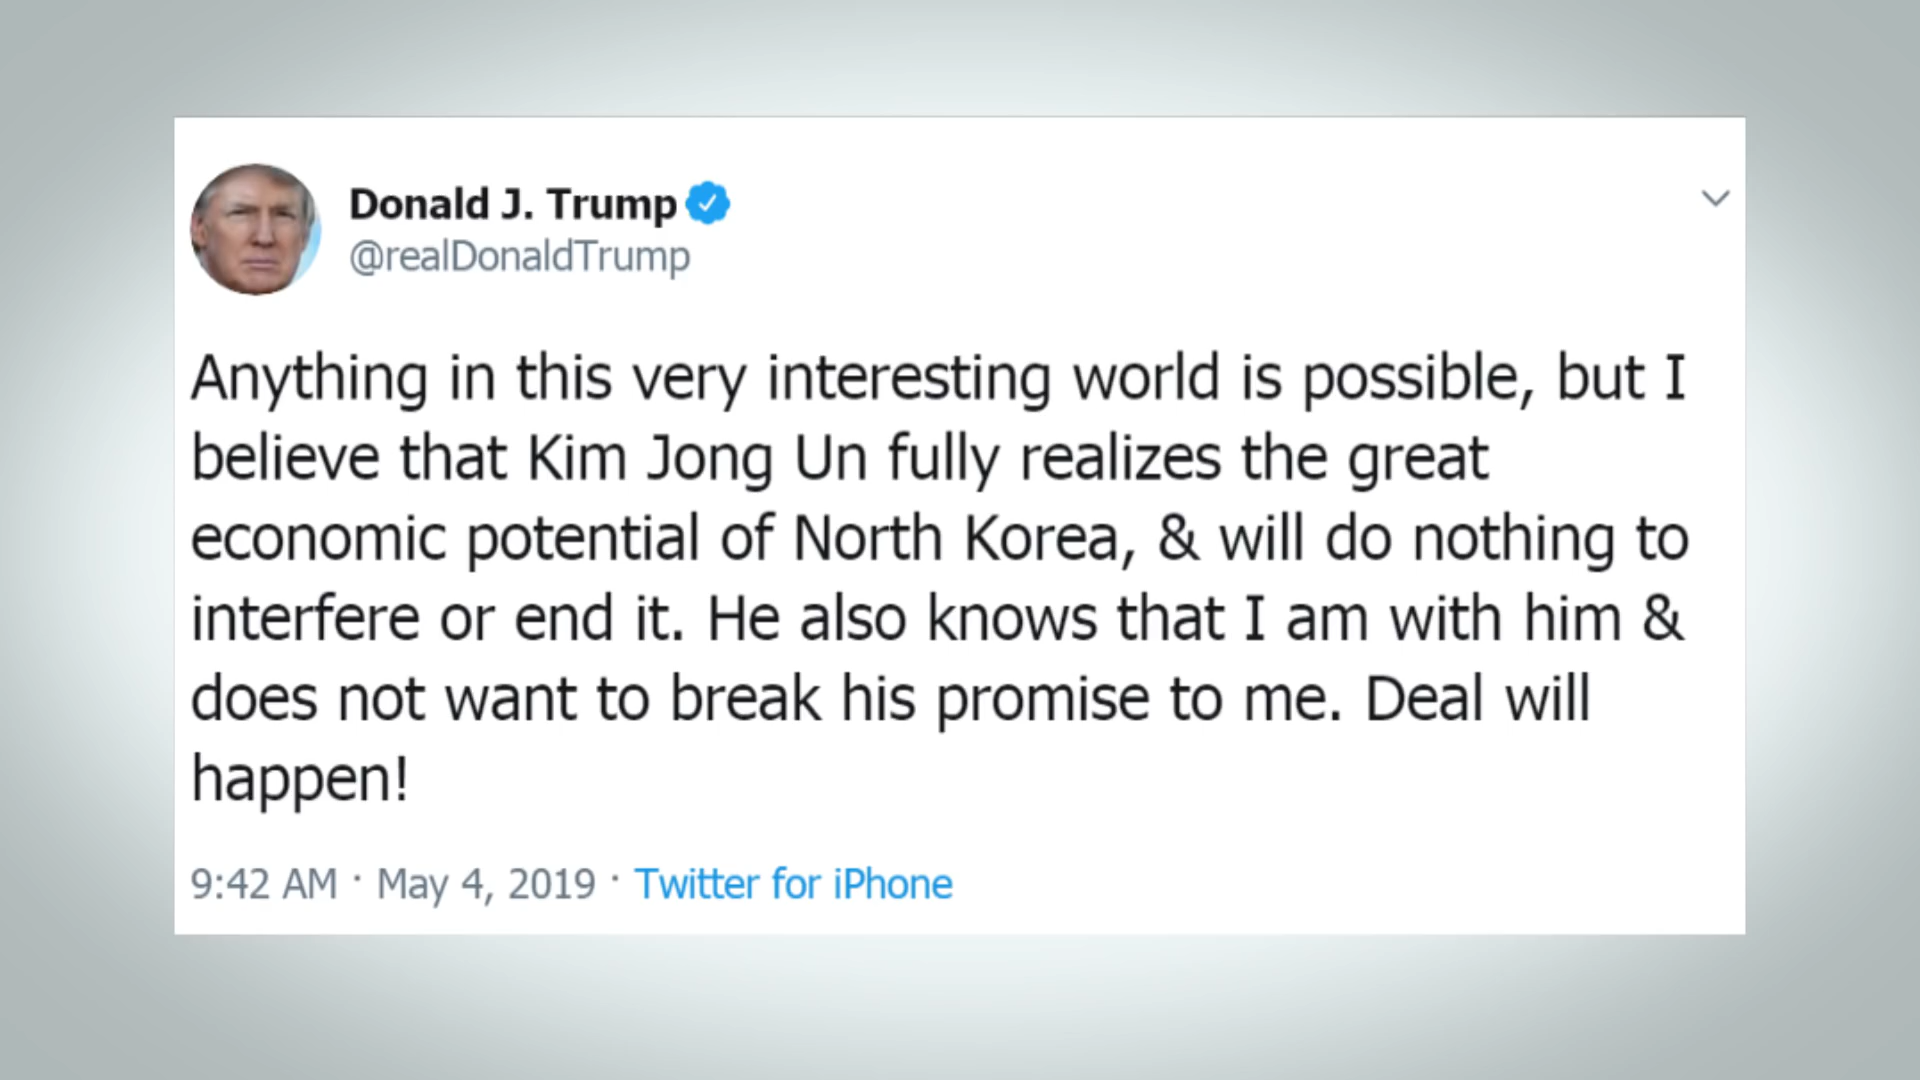 Donald J. Trump
@realDonaldTrump
Anything in this very interesting world is possible, but I
believe that Kim Jong Un fully realizes the great
economic potential of North Korea, & will do nothing to
interfere or end it. He also knows that I am with him &
does not want to break his promise to me. Deal will
happen!
9:42 AM · May 4, 2019 · Twitter for iPhone